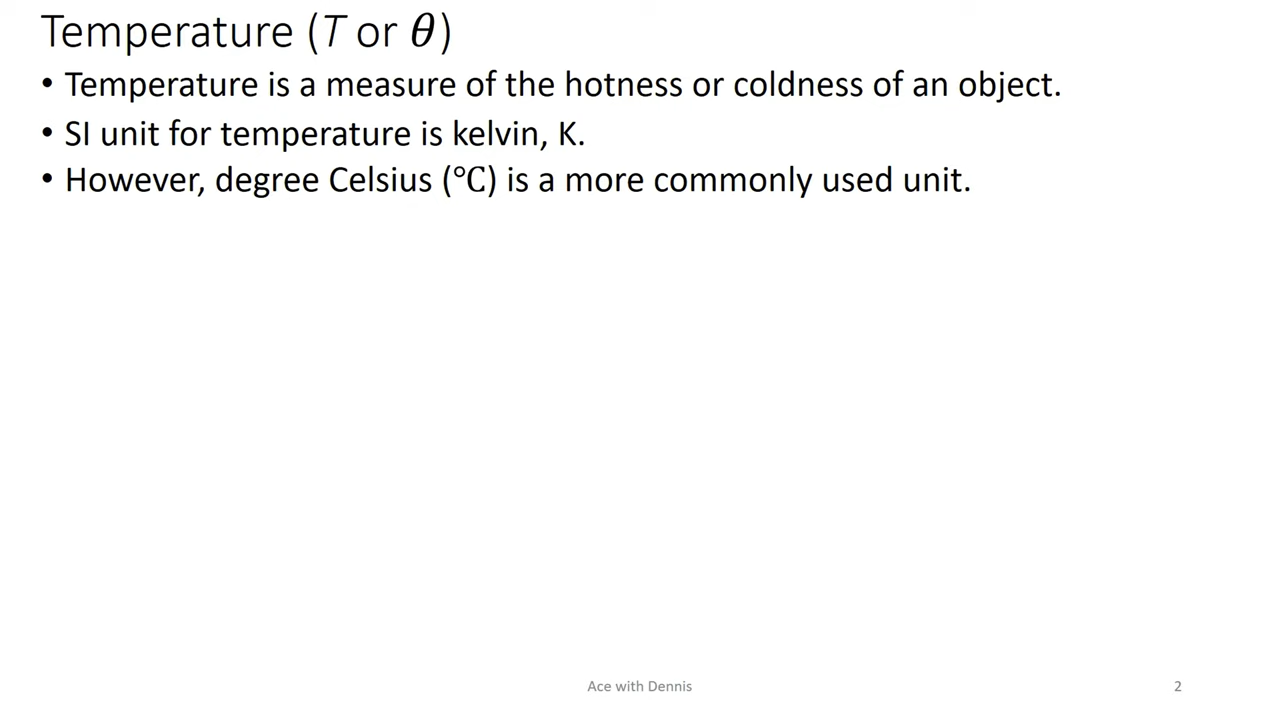 Temperature (T or θ)
• Temperature is a measure of the hotness or coldness of an object.
• SI unit for temperature is kelvin, K.
• However, degree Celsius (℃) is a more commonly used unit.
Ace with Dennis
2